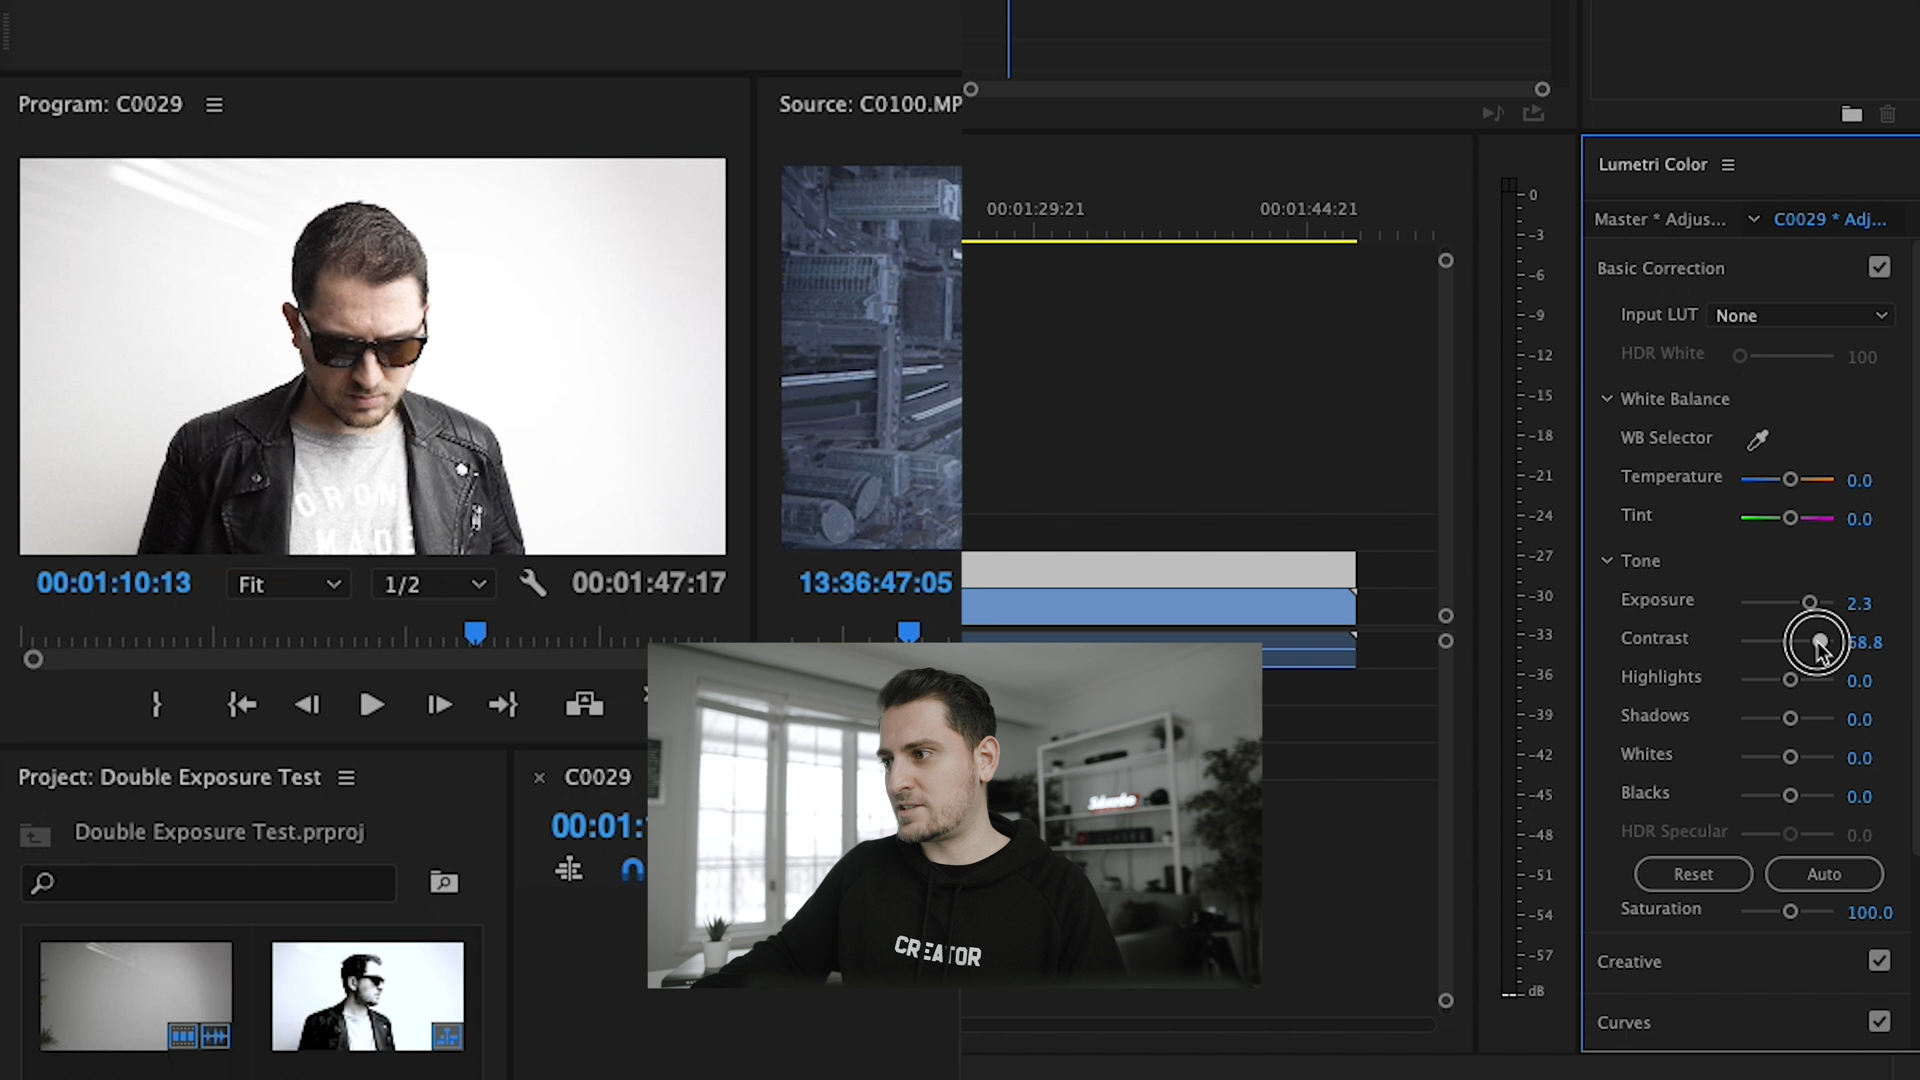 Program: C0029
Source: C0100.MP
ORON
MADE
00:01:10:13
Fit
1/2
00:01:47:17
13:36:47:05
Project: Double Exposure Test
Double Exposure Test.prproj
C0029
00:01:
CREATOR
00:01:29:21
00:01:44:21
0
-3
-6
-9
-12
-15
-18
-21
-24
-27
-30
-33
-36
-39
-42
-45
-48
-51
-54
-57
dB
Lumetri Color
Master * Adjus...
C0029 * Adj...
Basic Correction
Input LUT
None
HDR White
100
White Balance
WB Selector
Temperature
0.0
Tint
0.0
Tone
Exposure
2.3
Contrast
68.8
Highlights
0.0
Shadows
0.0
Whites
0.0
Blacks
0.0
HDR Specular
0.0
Reset
Auto
Saturation
100.0
Creative
Curves